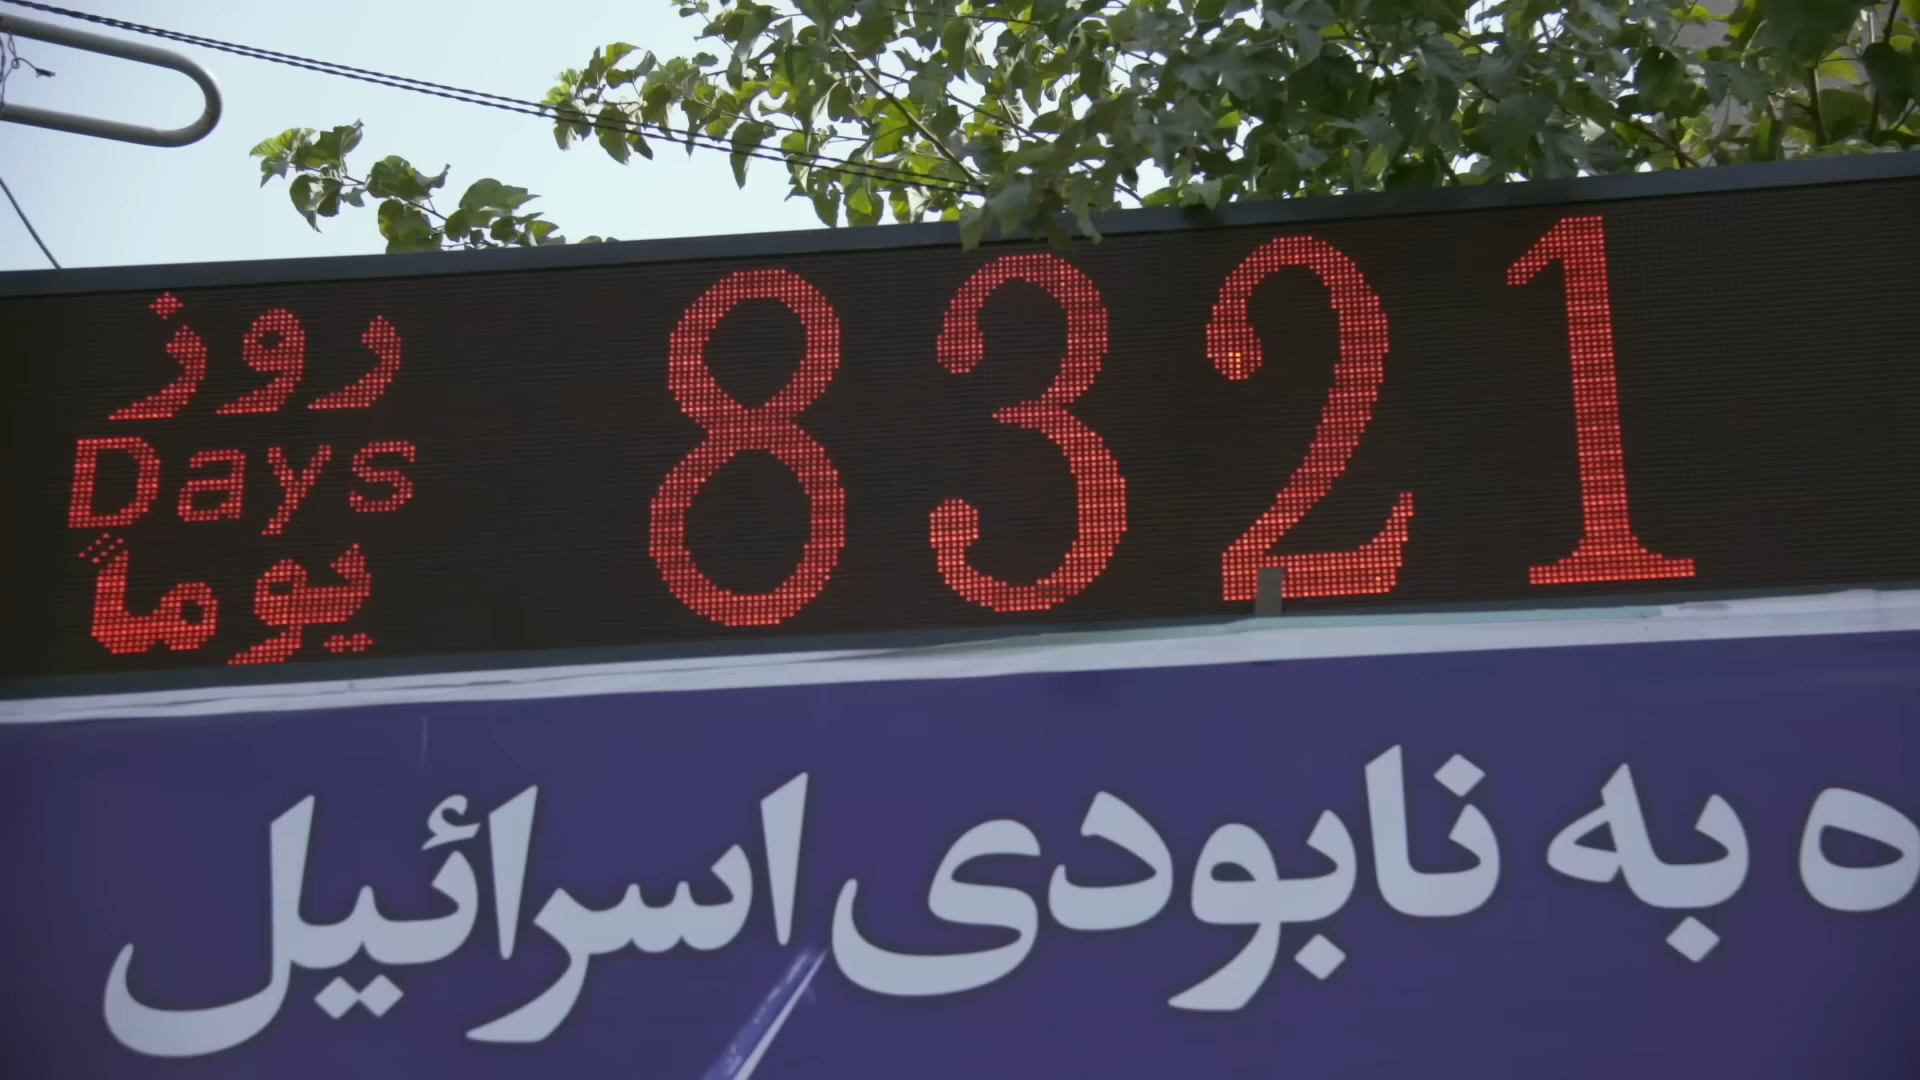 روز
Days
يوماً
8321
ه به نابودی اسرائیل